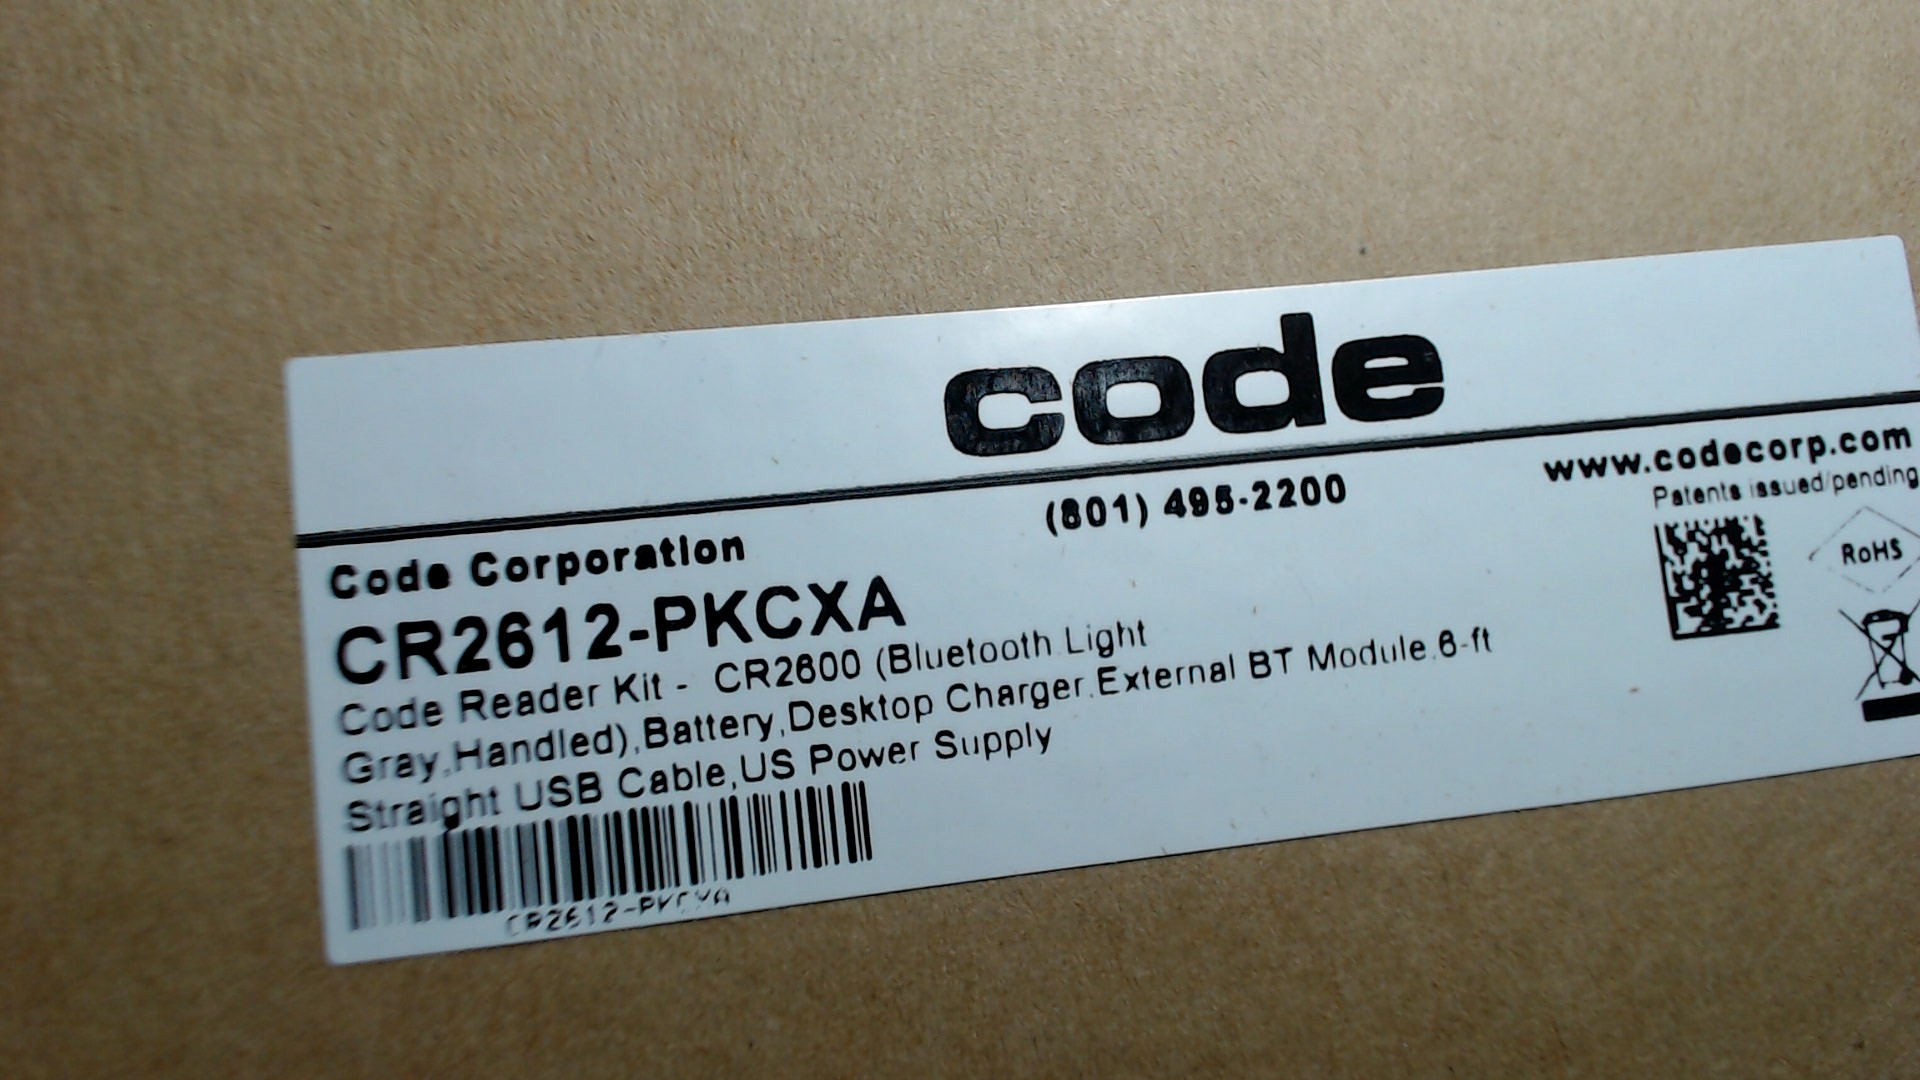 code
(801) 495-2200
www.codecorp.com
Patents issued/pending
Code Corporation
CR2612-PKCXA
Code Reader Kit - CR2600 (Bluetooth,Light
Gray,Handled),Battery,Desktop Charger,External BT Module,6-ft
Straight USB Cable,US Power Supply
RoHS
CR2612-PKCXA